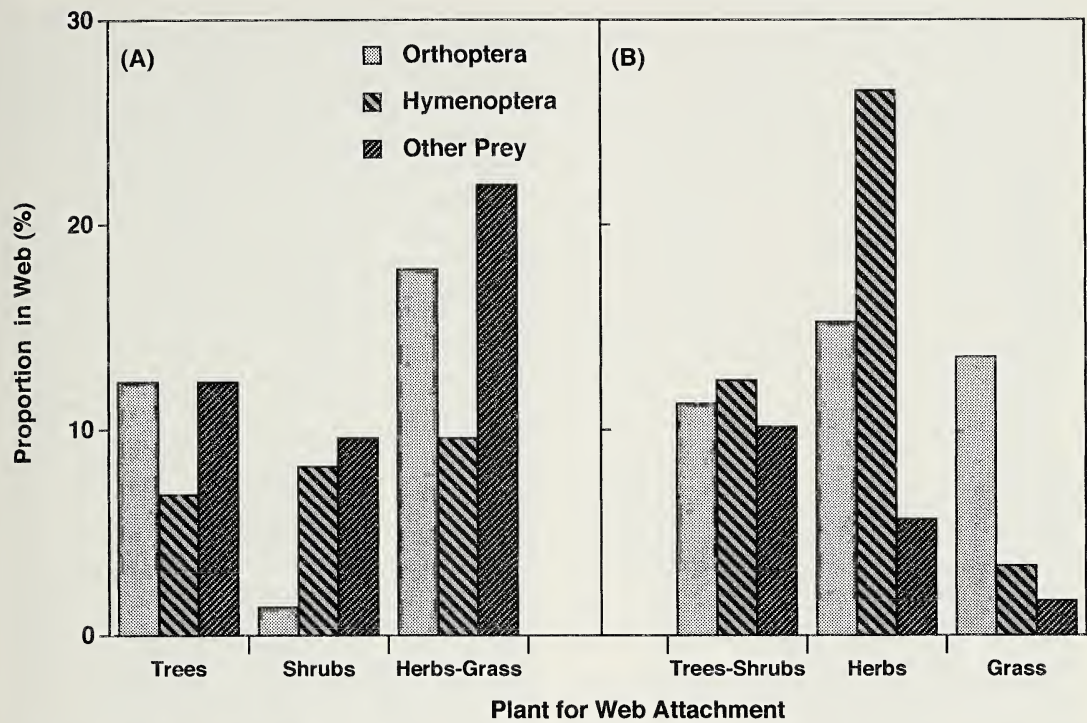 30
20
10
0
Proportion in Web (%)
(A)
Orthoptera
Hymenoptera
Other Prey
(B)
Trees Shrubs Herbs-Grass Trees-Shrubs Herbs Grass
Plant for Web Attachment